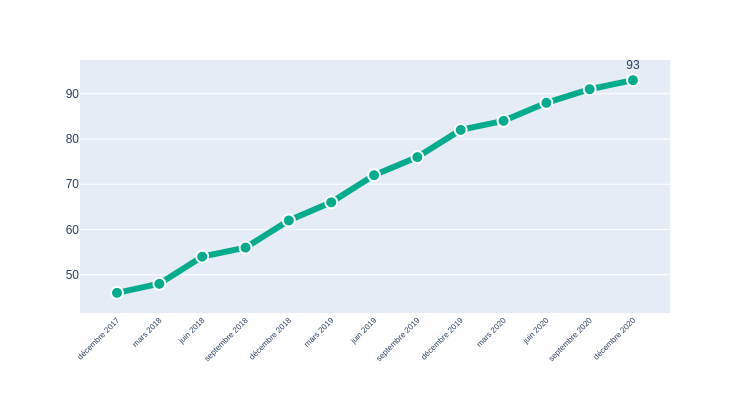 93
90
80
70
60
50
décembre 2017
mars 2018
juin 2018
septembre 2018
décembre 2018
mars 2019
juin 2019
septembre 2019
décembre 2019
mars 2020
juin 2020
septembre 2020
décembre 2020